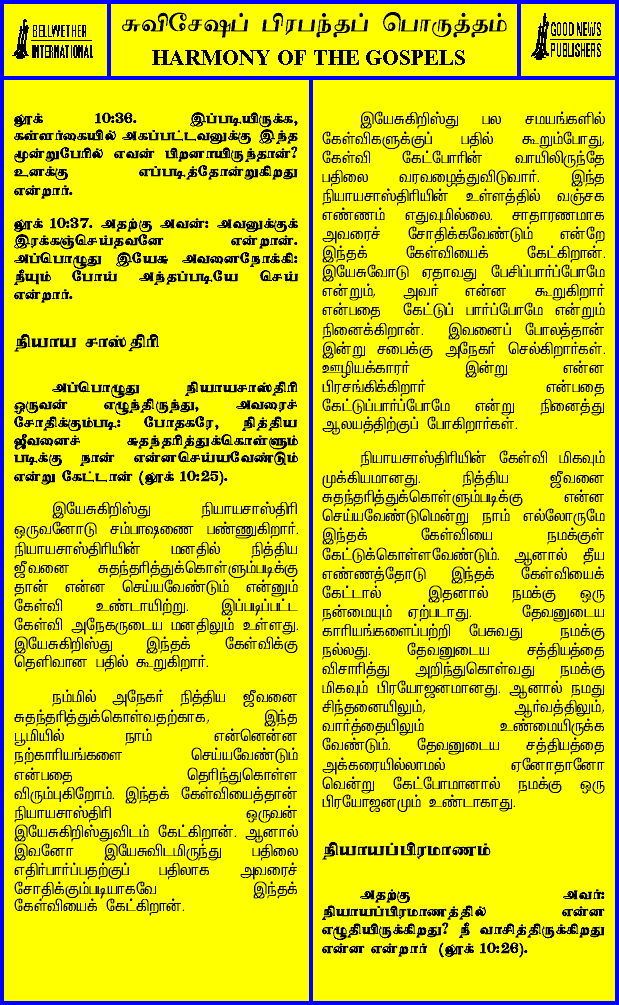 BELLWETHER
INTERNATIONAL
சுவிசேஷப் பிரபந்தப் பொருத்தம்
HARMONY OF THE GOSPELS
GOOD NEWS
PUBLISHERS
லூக் 10:36. இப்படியிருக்க,
கள்ளர்கையில் அகப்பட்டவனுக்கு இந்த
மூன்றுபேரில் எவன் பிறனாயிருந்தான்?
உனக்கு எப்படித்தோன்றுகிறது
என்றார்.
லூக் 10:37. அதற்கு அவன்: அவனுக்குக்
இரக்கஞ்செய்தவனே என்றான்.
அப்பொழுது இயேசு அவனைநோக்கி:
நீயும் போய் அந்தப்படியே செய்
என்றார்.
நியாய சாஸ்திரி
அப்பொழுது நியாயசாஸ்திரி
ஒருவன் எழுந்திருந்து, அவரைச்
சோதிக்கும்படி: போதகரே, நித்திய
ஜீவனைச் சுதந்தரித்துக்கொள்ளும்
படிக்கு நான் என்னசெய்யவேண்டும்
என்று கேட்டான் (லூக் 10:25).
இயேசுகிறிஸ்து நியாயசாஸ்திரி
ஒருவனோடு சம்பாஷணை பண்ணுகிறார்.
நியாயசாஸ்திரியின் மனதில் நித்திய
ஜீவனை சுதந்தரித்துக்கொள்ளும்படிக்கு
தான் என்ன செய்யவேண்டும் என்னும்
கேள்வி உண்டாயிற்று. இப்படிப்பட்ட
கேள்வி அநேகருடைய மனதிலும் உள்ளது.
இயேசுகிறிஸ்து இந்தக் கேள்விக்கு
தெளிவான பதில் கூறுகிறார்.
நம்மில் அநேகர் நித்திய ஜீவனை
சுதந்தரித்துக்கொள்வதற்காக, இந்த
பூமியில் நாம் என்னென்ன
நற்காரியங்களை செய்யவேண்டும்
என்பதை தெரிந்துகொள்ள
விரும்புகிறோம். இந்தக் கேள்வியைத்தான்
நியாயசாஸ்திரி ஒருவன்
இயேசுகிறிஸ்துவிடம் கேட்கிறான். ஆனால்
இவனோ இயேசுவிடமிருந்து பதிலை
எதிர்பார்ப்பதற்குப் பதிலாக அவரைச்
சோதிக்கும்படியாகவே இந்தக்
கேள்வியைக் கேட்கிறான்.
இயேசுகிறிஸ்து பல சமயங்களில்
கேள்விகளுக்குப் பதில் கூறும்போது,
கேள்வி கேட்போரின் வாயிலிருந்தே
பதிலை வரவழைத்துவிடுவார். இந்த
நியாயசாஸ்திரியின் உள்ளத்தில் வஞ்சக
எண்ணம் எதுவுமில்லை. சாதாரணமாக
அவரைச் சோதிக்கவேண்டும் என்றே
இந்தக் கேள்வியைக் கேட்கிறான்.
இயேசுவோடு ஏதாவது பேசிப்பார்ப்போமே
என்றும், அவர் என்ன கூறுகிறார்
என்பதை கேட்டுப் பார்ப்போமே என்றும்
நினைக்கிறான். இவனைப் போலத்தான்
இன்று சபைக்கு அநேகர் செல்கிறார்கள்.
ஊழியக்காரர் இன்று என்ன
பிரசங்கிக்கிறார் என்பதை
கேட்டுப்பார்ப்போமே என்று நினைத்து
ஆலயத்திற்குப் போகிறார்கள்.
நியாயசாஸ்திரியின் கேள்வி மிகவும்
முக்கியமானது. நித்திய ஜீவனை
சுதந்தரித்துக்கொள்ளும்படிக்கு என்ன
செய்யவேண்டுமென்று நாம் எல்லோருமே
இந்தக் கேள்வியை நமக்குள்
கேட்டுக்கொள்ளவேண்டும். ஆனால் தீய
எண்ணத்தோடு இந்தக் கேள்வியைக்
கேட்டால் இதனால் நமக்கு ஒரு
நன்மையும் ஏற்படாது. தேவனுடைய
காரியங்களைப்பற்றி பேசுவது நமக்கு
நல்லது. தேவனுடைய சத்தியத்தை
விசாரித்து அறிந்துகொள்வது நமக்கு
மிகவும் பிரயோஜனமானது. ஆனால் நமது
சிந்தனையிலும், ஆர்வத்திலும்,
வார்த்தையிலும் உண்மையிருக்க
வேண்டும். தேவனுடைய சத்தியத்தை
அக்கரையில்லாமல் ஏனோதானோ
வென்று கேட்போமானால் நமக்கு ஒரு
பிரயோஜனமும் உண்டாகாது.
நியாயப்பிரமாணம்
அதற்கு அவர்:
நியாயப்பிரமாணத்தில் என்ன
எழுதியிருக்கிறது? நீ வாசித்திருக்கிறது
என்ன என்றார் (லூக் 10:26).